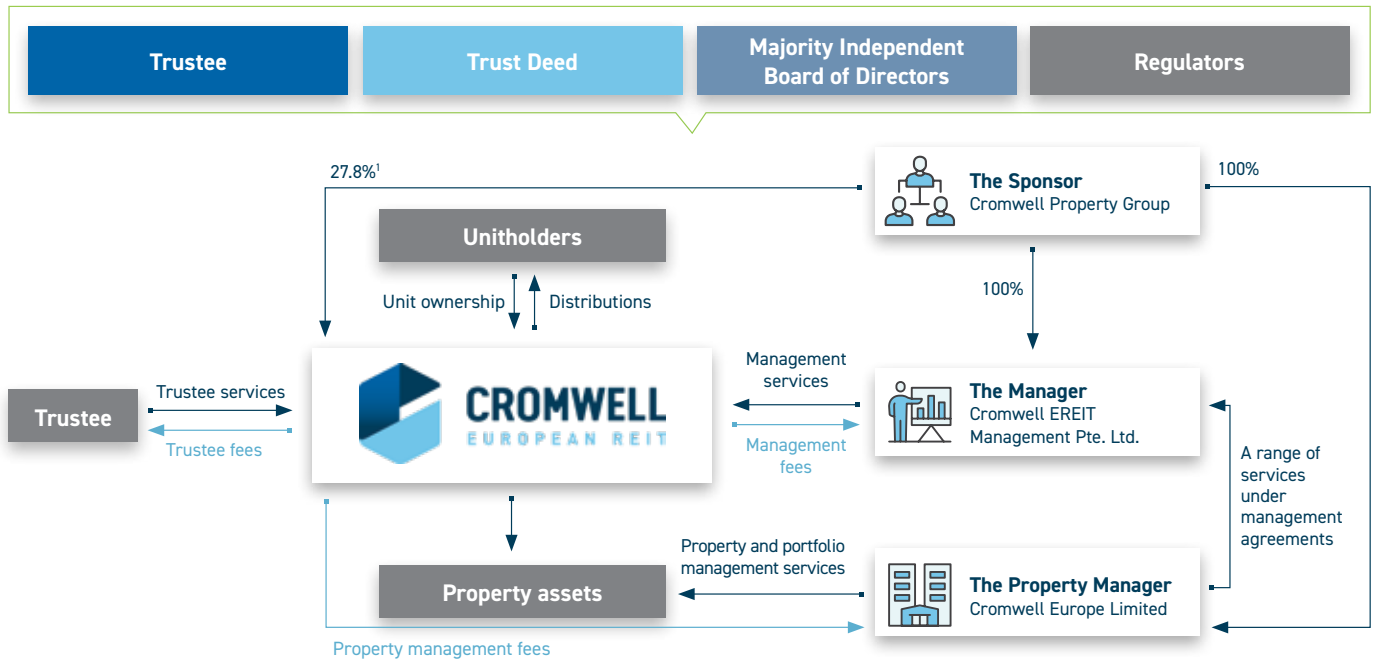 Trustee
Trust Deed
Majority Independent
Board of Directors
Regulators
27.8%¹
The Sponsor
Cromwell Property Group
100%
Unitholders
Unit ownership
Distributions
100%
Trustee
Trustee services
Trustee fees
CROMWELL
EUROPEAN REIT
Management
services
Management
fees
The Manager
Cromwell EREIT
Management Pte. Ltd.
A range of
services
under
management
agreements
Property assets
Property and portfolio
management services
The Property Manager
Cromwell Europe Limited
Property management fees